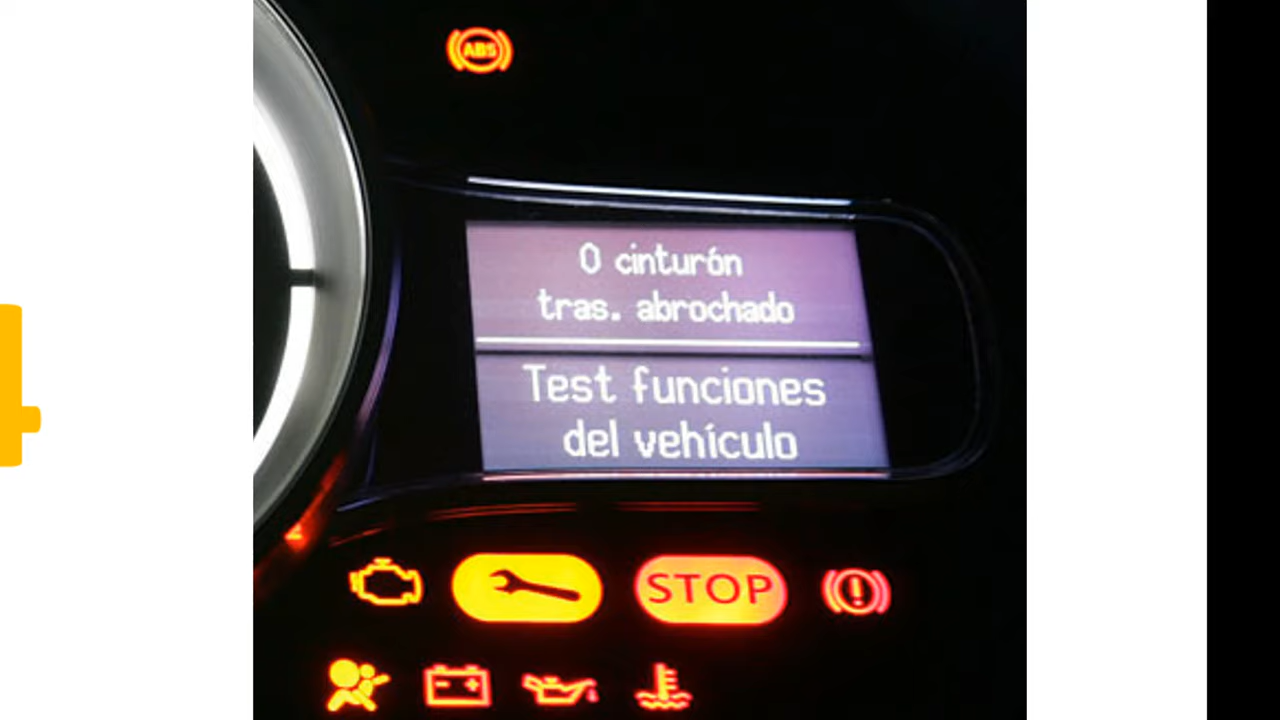 ABS
0 cinturón
tras. abrochado
Test funciones
del vehículo
STOP